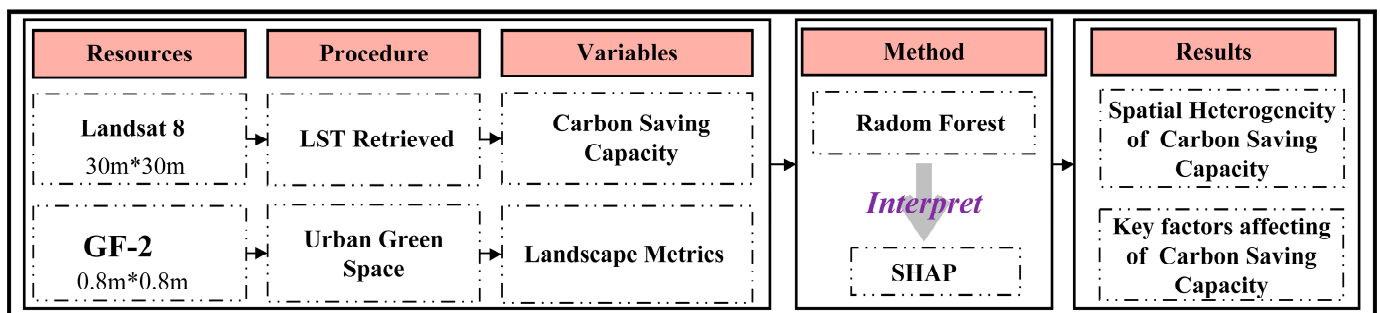 Resources
Procedure
Variables
Method
Results
Landsat 8
30m*30m
LST Retrieved
Carbon Saving
Capacity
GF-2
0.8m*0.8m
Urban Green
Space
Landscape Metrics
Radom Forest
Interpret
SHAP
Spatial Heterogeneity
of Carbon Saving
Capacity
Key factors affecting
of Carbon Saving
Capacity